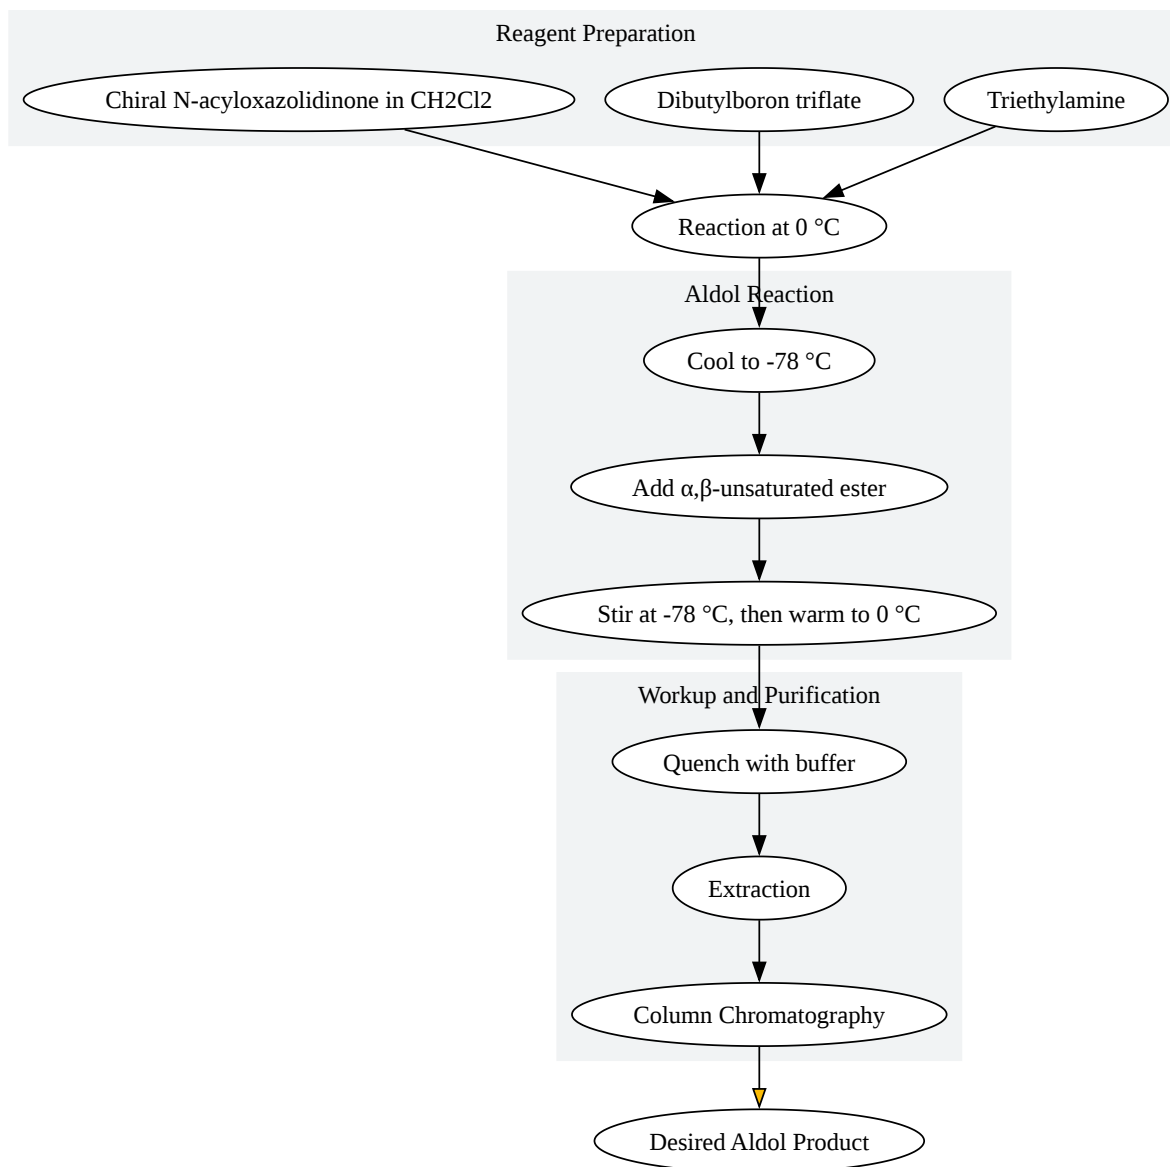 Reagent Preparation
Chiral N-acyloxazolidinone in CH2Cl2
Dibutylboron triflate
Triethylamine
Reaction at 0 °C
Aldol Reaction
Cool to -78 °C
Add α,β-unsaturated ester
Stir at -78 °C, then warm to 0 °C
Workup and Purification
Quench with buffer
Extraction
Column Chromatography
Desired Aldol Product